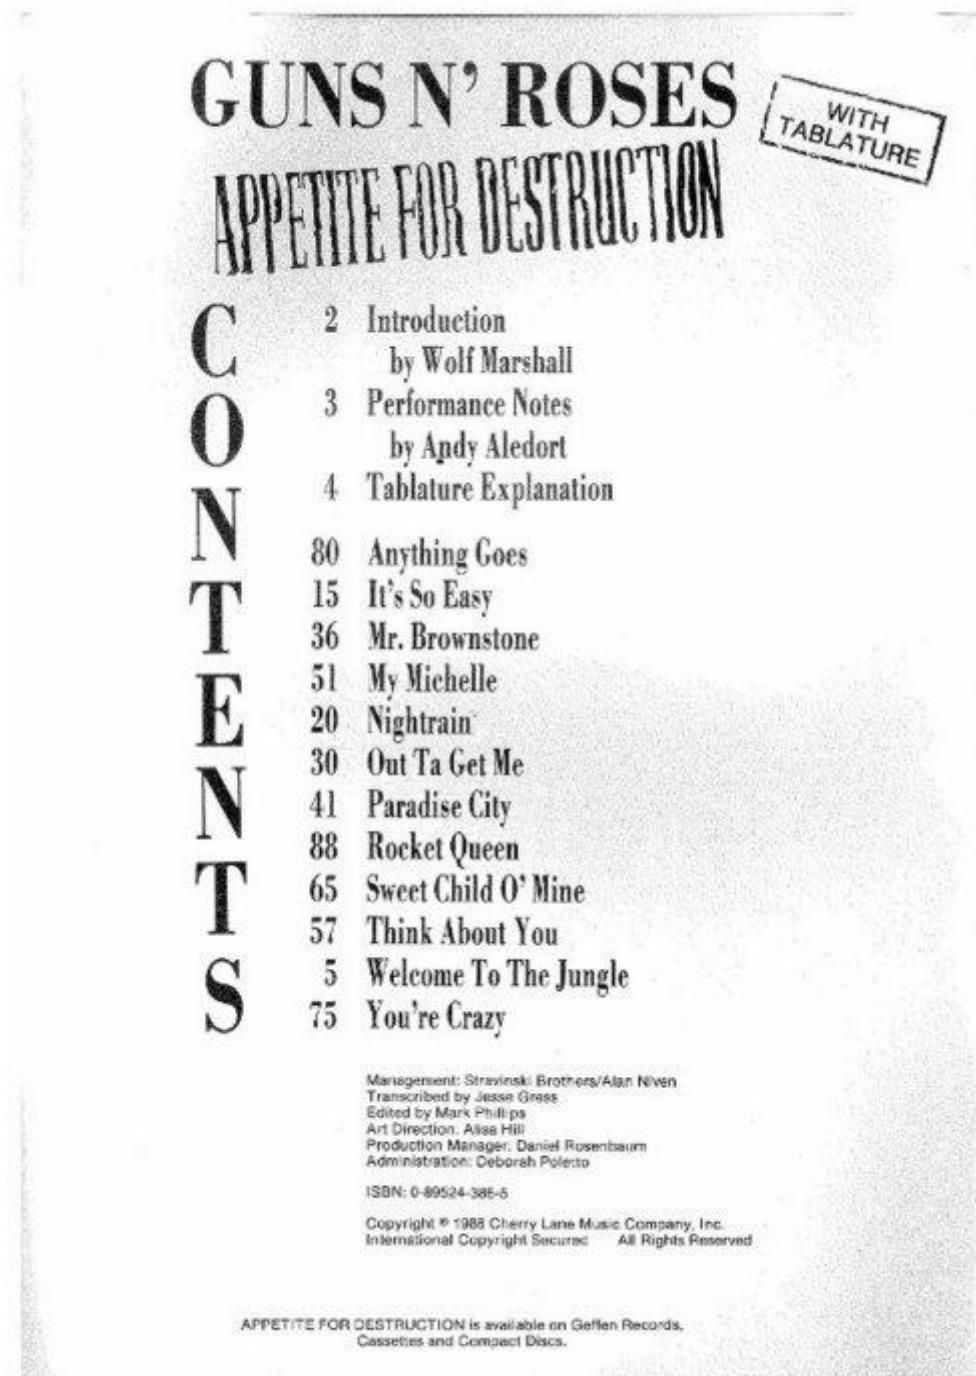 GUNS N' ROSES
WITH
TABLATURE
APPETITE FOR DESTRUCTION
CONTENTS
2 Introduction
by Wolf Marshall
3 Performance Notes
by Andy Aledort
4 Tablature Explanation
80 Anything Goes
15 It's So Easy
36 Mr. Brownstone
51 My Michelle
20 Nightrain
30 Out Ta Get Me
41 Paradise City
88 Rocket Queen
65 Sweet Child O' Mine
57 Think About You
5 Welcome To The Jungle
75 You're Crazy
Management: Stravinski Brothers/Alan Niven
Transcribed by Jesse Gress
Edited by Mark Phillips
Art Direction: Alisa Hill
Production Manager: Daniel Rosenbaum
Administration: Deborah Poletto
ISBN: 0-89524-386-5
Copyright © 1988 Cherry Lane Music Company, Inc.
International Copyright Secured All Rights Reserved
APPETITE FOR DESTRUCTION is available on Geffen Records,
Cassettes and Compact Discs.